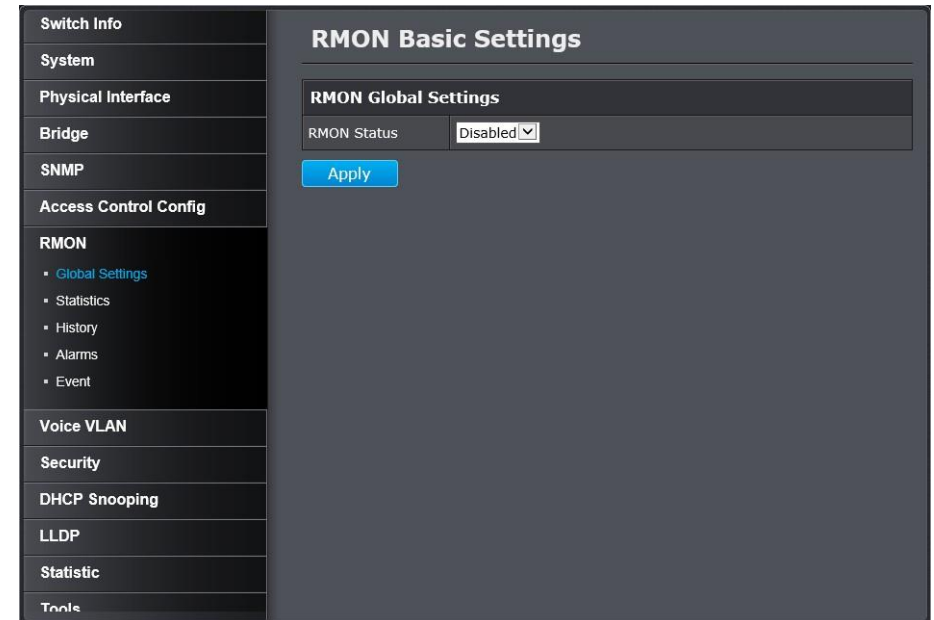 Switch Info
System
Physical Interface
Bridge
SNMP
Access Control Config
RMON
Global Settings
Statistics
History
Alarms
Event
Voice VLAN
Security
DHCP Snooping
LLDP
Statistic
Tools
RMON Basic Settings
RMON Global Settings
RMON Status Disabled
Apply